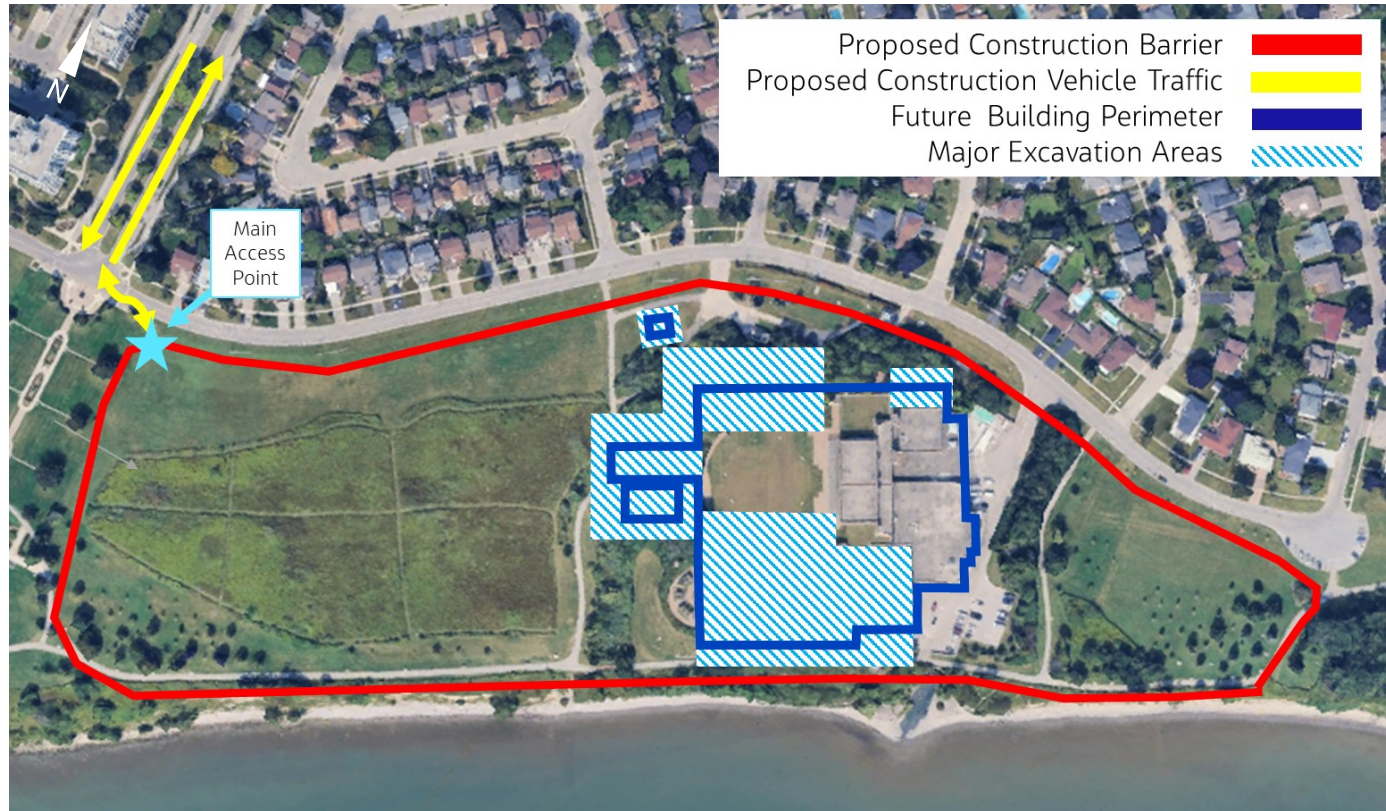 N
Proposed Construction Barrier
Proposed Construction Vehicle Traffic
Future Building Perimeter
Major Excavation Areas
Main
Access
Point